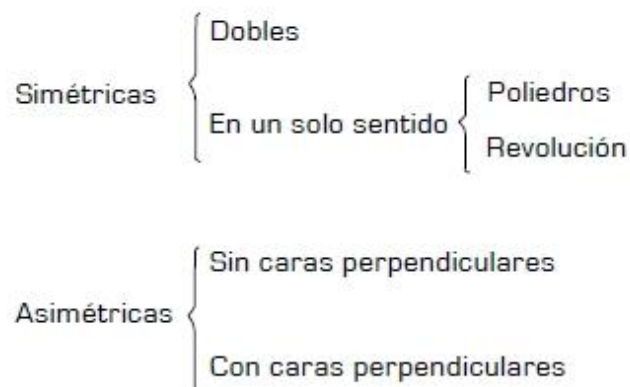 Dobles
Simétricas
En un solo sentido
Poliedros
Revolución
Sin caras perpendiculares
Asimétricas
Con caras perpendiculares